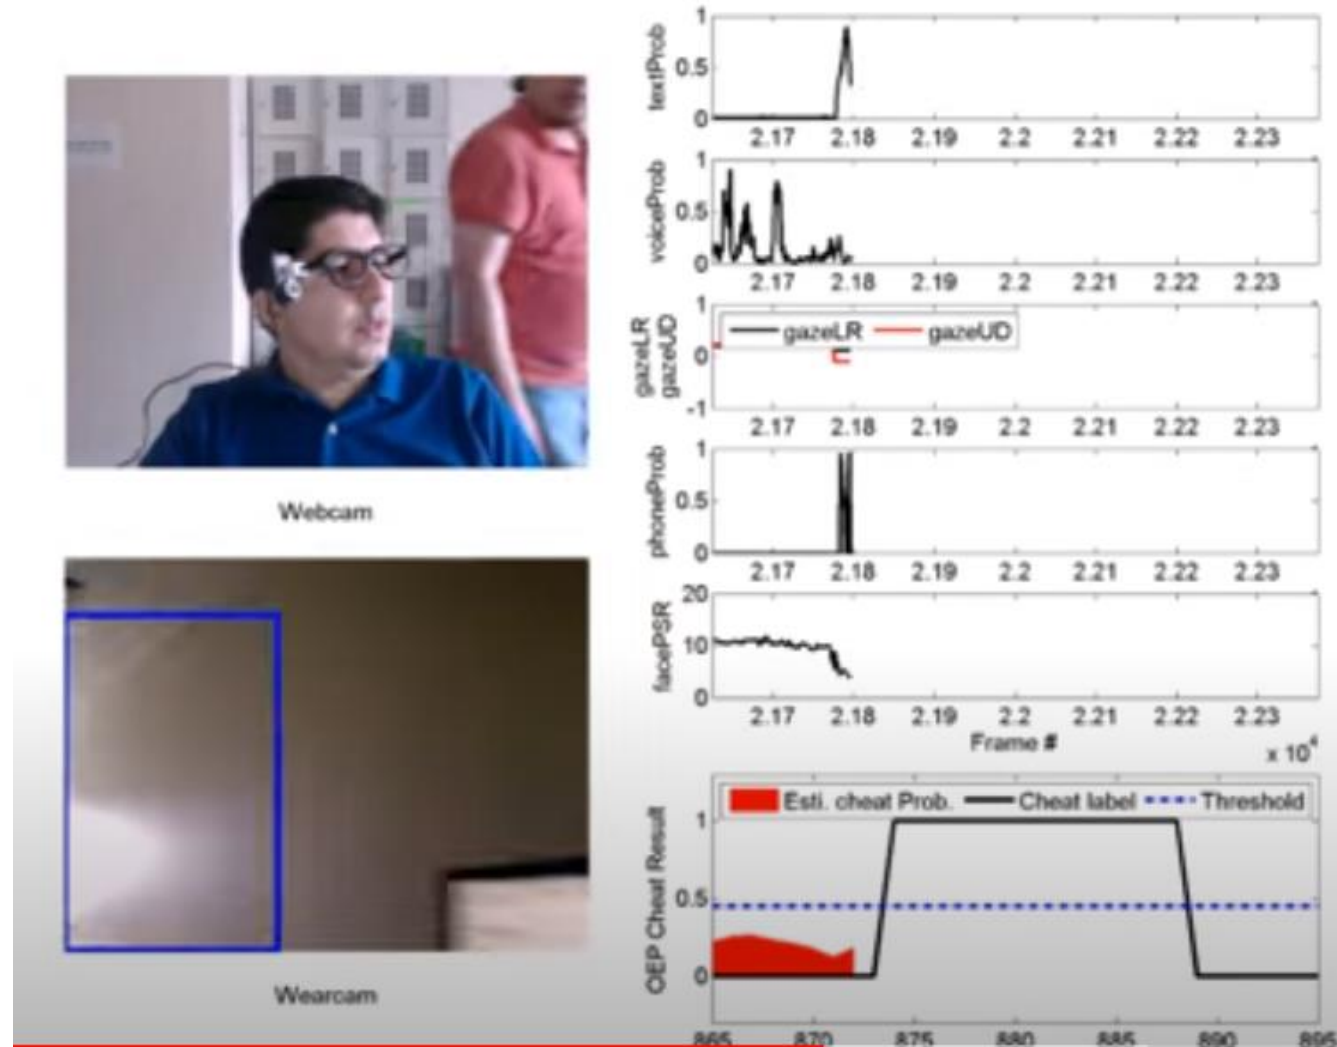 Webcam
Wearcam
textProb
1
0.5
0
2.17 2.18 2.19 2.2 2.21 2.22 2.23
voiceProb
1
0.5
0
2.17 2.18 2.19 2.2 2.21 2.22 2.23
gazeLR
gazeUD
1
0
-1
gazeLR gazeUD
2.17 2.18 2.19 2.2 2.21 2.22 2.23
phoneProb
1
0.5
0
2.17 2.18 2.19 2.2 2.21 2.22 2.23
facePSR
20
10
0
2.17 2.18 2.19 2.2 2.21 2.22 2.23
Frame #
x 10⁴
OEP Cheat Result
Esti. cheat Prob. Cheat label Threshold
1
0.5
0
865 870 875 880 885 890 895